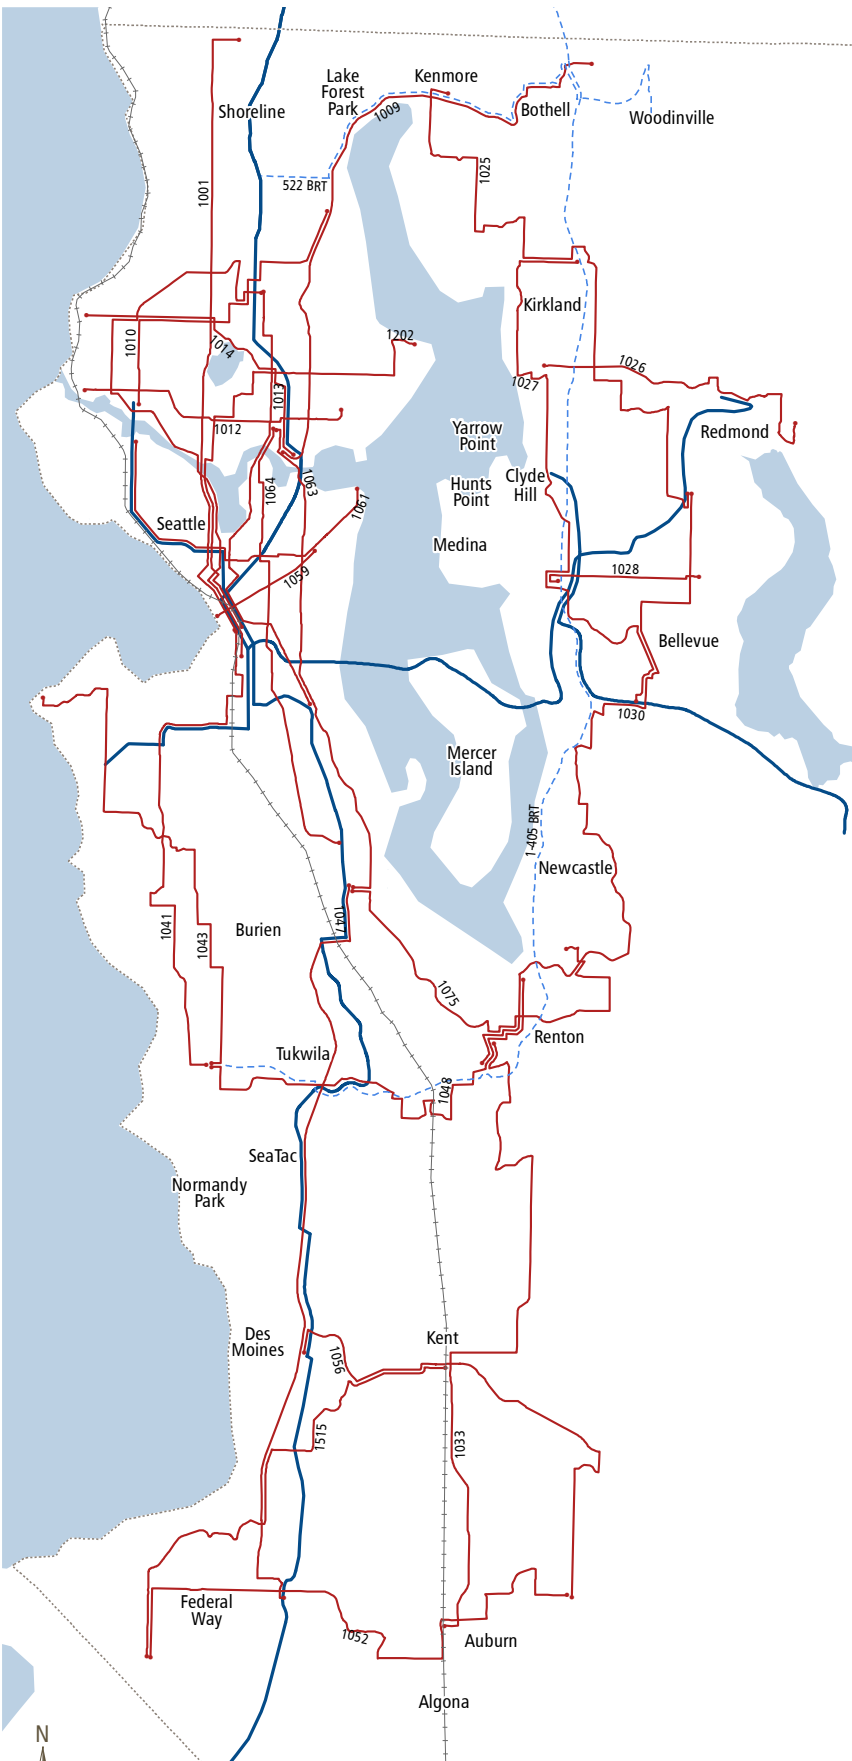 Lake
Forest
Park
Kenmore
Shoreline
1009
Bothell
Woodinville
1025
522 BRT
1001
Kirkland
1010
1014
1202
1026
1027
1013
1012
Redmond
Yarrow
Point
Clyde
Hill
Hunts
Point
1064
1063
1061
Seattle
Medina
1059
1028
Bellevue
1030
Mercer
Island
1-405 BRT
Newcastle
1041
1043
Burien
1047
1075
Renton
Tukwila
1048
SeaTac
Normandy
Park
Des
Moines
Kent
1056
1515
1033
Federal
Way
1052
Auburn
Algona
N